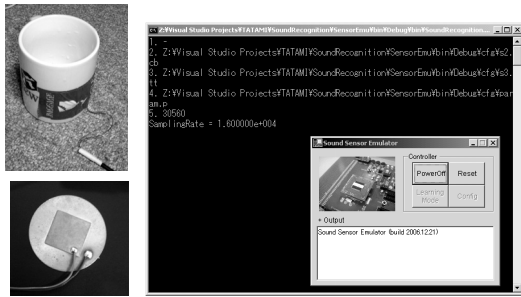 Z:¥Visual Studio Projects¥TATAMI¥SoundRecognition¥SensorEmu¥bin¥Debug¥bin¥SoundRecognition...
1. -
2. Z:¥Visual Studio Projects¥TATAMI¥SoundRecognition¥SensorEmu¥bin¥Debug¥cfg¥s2.
cb
3. Z:¥Visual Studio Projects¥TATAMI¥SoundRecognition¥SensorEmu¥bin¥Debug¥cfg¥s3.
tt
4. Z:¥Visual Studio Projects¥TATAMI¥SoundRecognition¥SensorEmu¥bin¥Debug¥cfg¥par
am.p
5. 30560
SamplingRate = 1.600000e+004
Sound Sensor Emulator
Controller
PowerOff
Reset
Learning
Mode
Config
+ Output
Sound Sensor Emulator (build 2006.12.21)